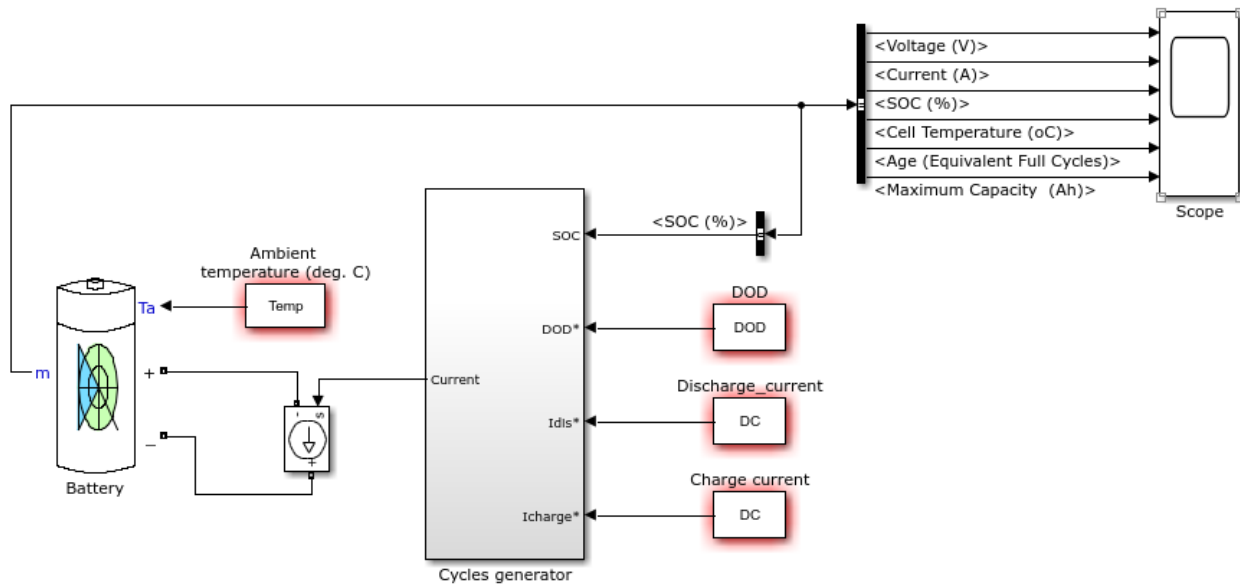 <Voltage (V)>
<Current (A)>
<SOC (%)>
<Cell Temperature (oC)>
<Age (Equivalent Full Cycles)>
<Maximum Capacity (Ah)>
Scope
<SOC (%)>
SOC
Ambient
temperature (deg. C)
Temp
Ta
DOD
DOD
DOD*
m
+
Current
-
s
Discharge_current
DC
Idis*
_
+
Battery
Charge current
DC
Icharge*
Cycles generator